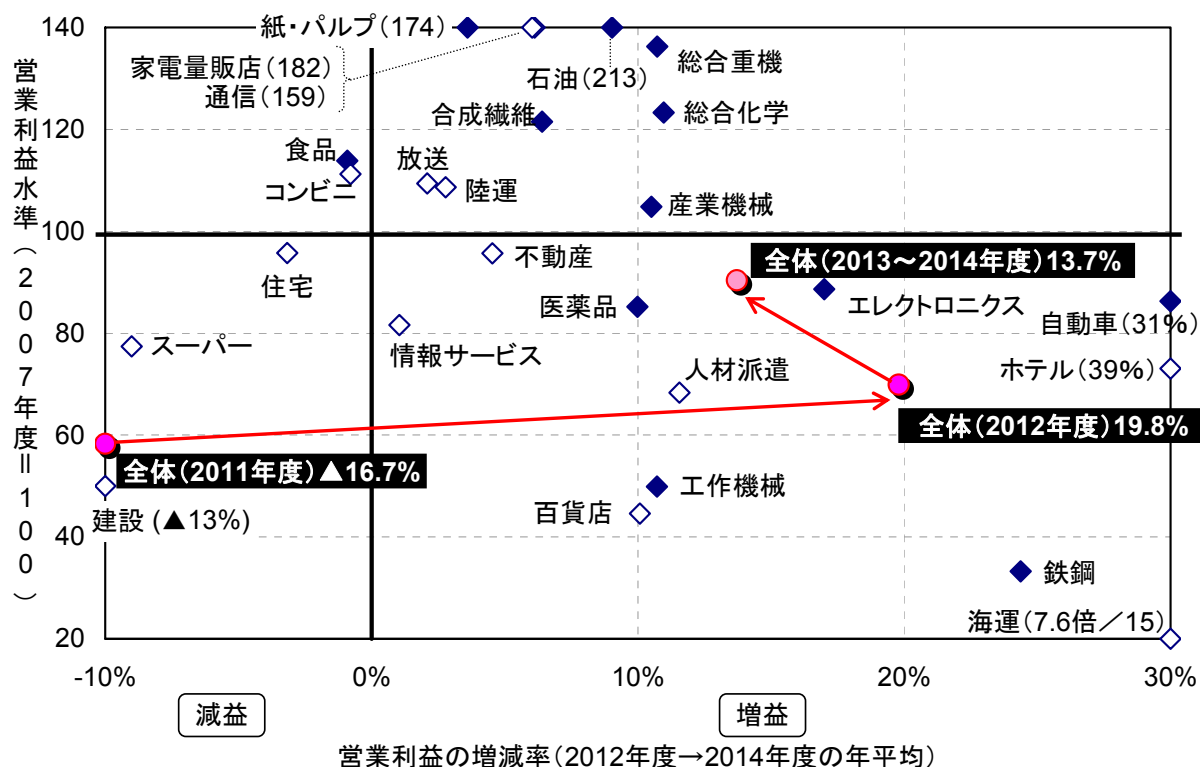 営業利益水準(2007年度=100)
140
120
100
80
60
40
20
紙・パルプ(174)
家電量販店(182)
通信(159)
石油(213)
総合重機
合成繊維
総合化学
食品
コンビニ
放送
陸運
産業機械
住宅
不動産
全体(2013~2014年度)13.7%
医薬品
エレクトロニクス
自動車(31%)
スーパー
情報サービス
人材派遣
ホテル(39%)
全体(2012年度)19.8%
全体(2011年度)▲16.7%
建設 (▲13%)
百貨店
工作機械
鉄鋼
海運(7.6倍/15)
-10%
0%
10%
20%
30%
減益
増益
営業利益の増減率(2012年度→2014年度の年平均)